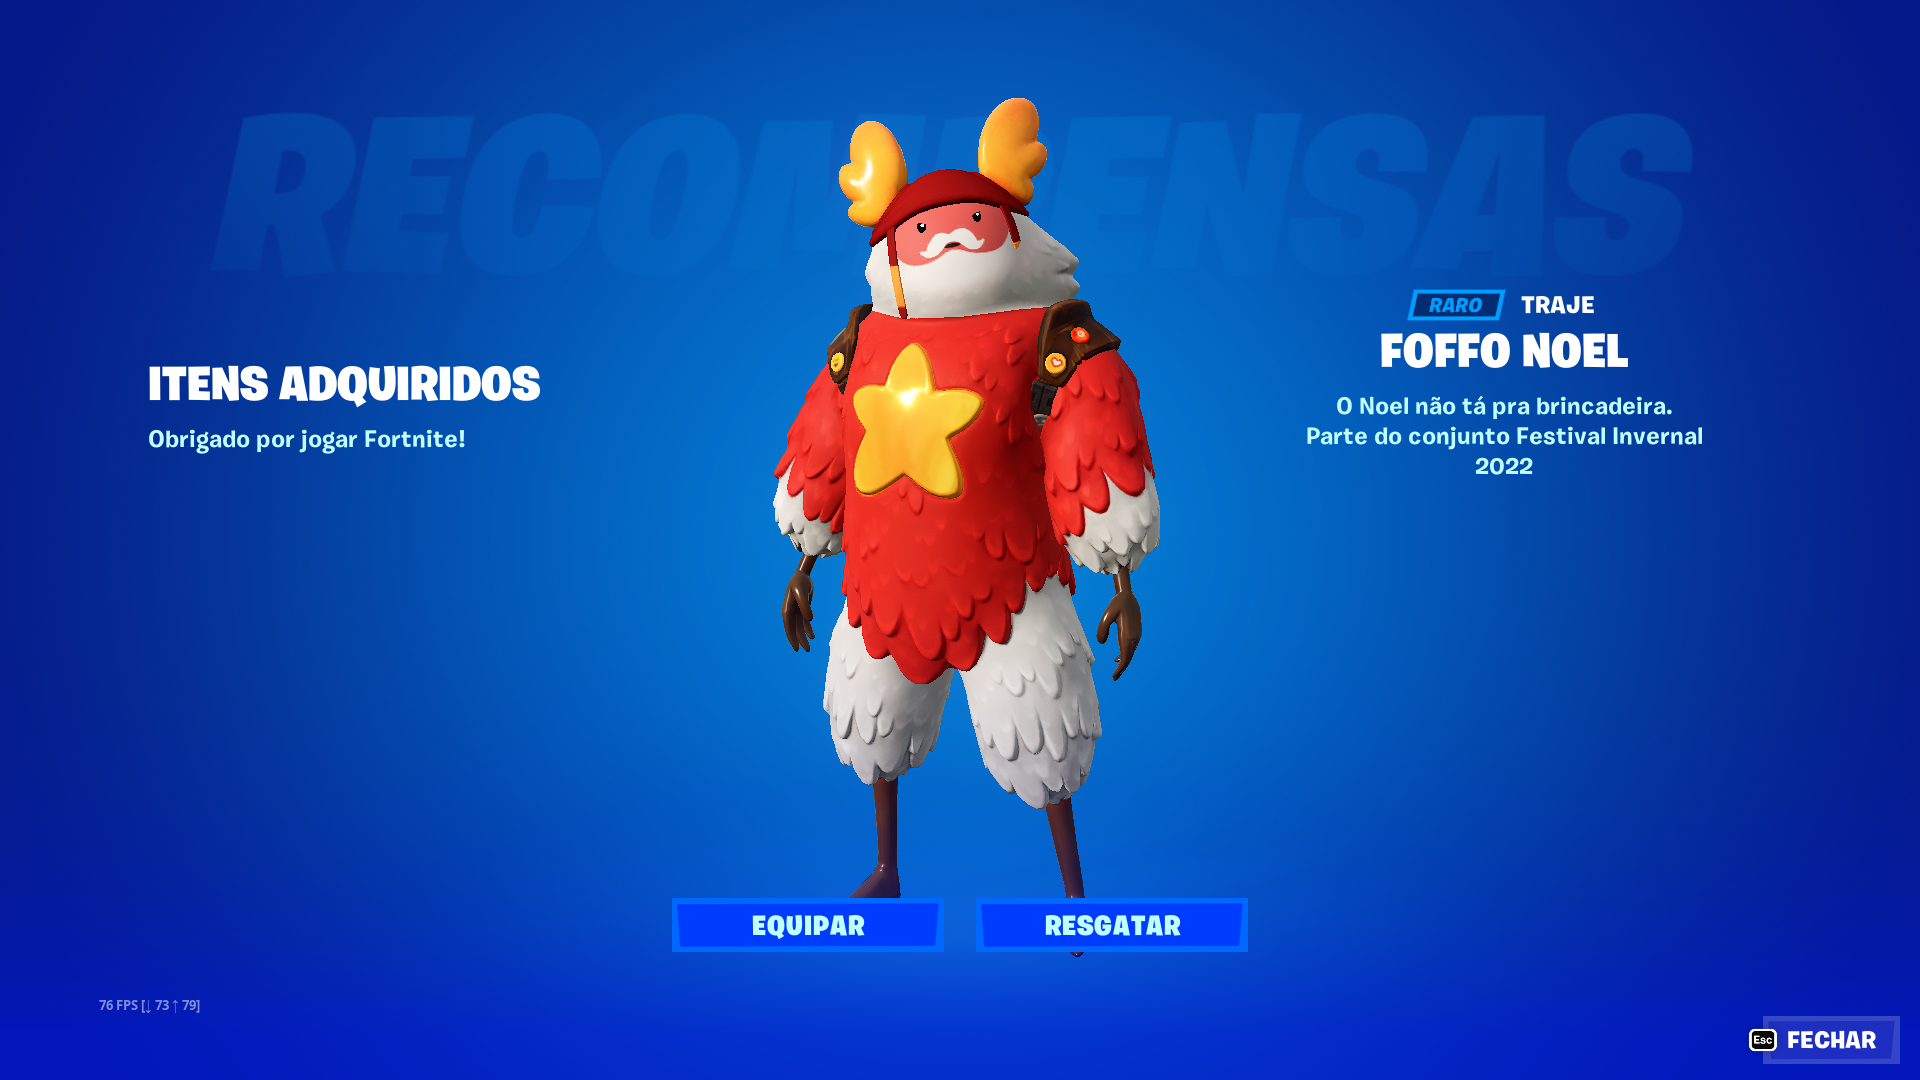 RECOMPENSAS
ITENS ADQUIRIDOS
Obrigado por jogar Fortnite!
RARO TRAJE
FOFFO NOEL
O Noel não tá pra brincadeira.
Parte do conjunto Festival Invernal
2022
EQUIPAR
RESGATAR
76 FPS [↓ 73 ↑ 79]
Esc FECHAR